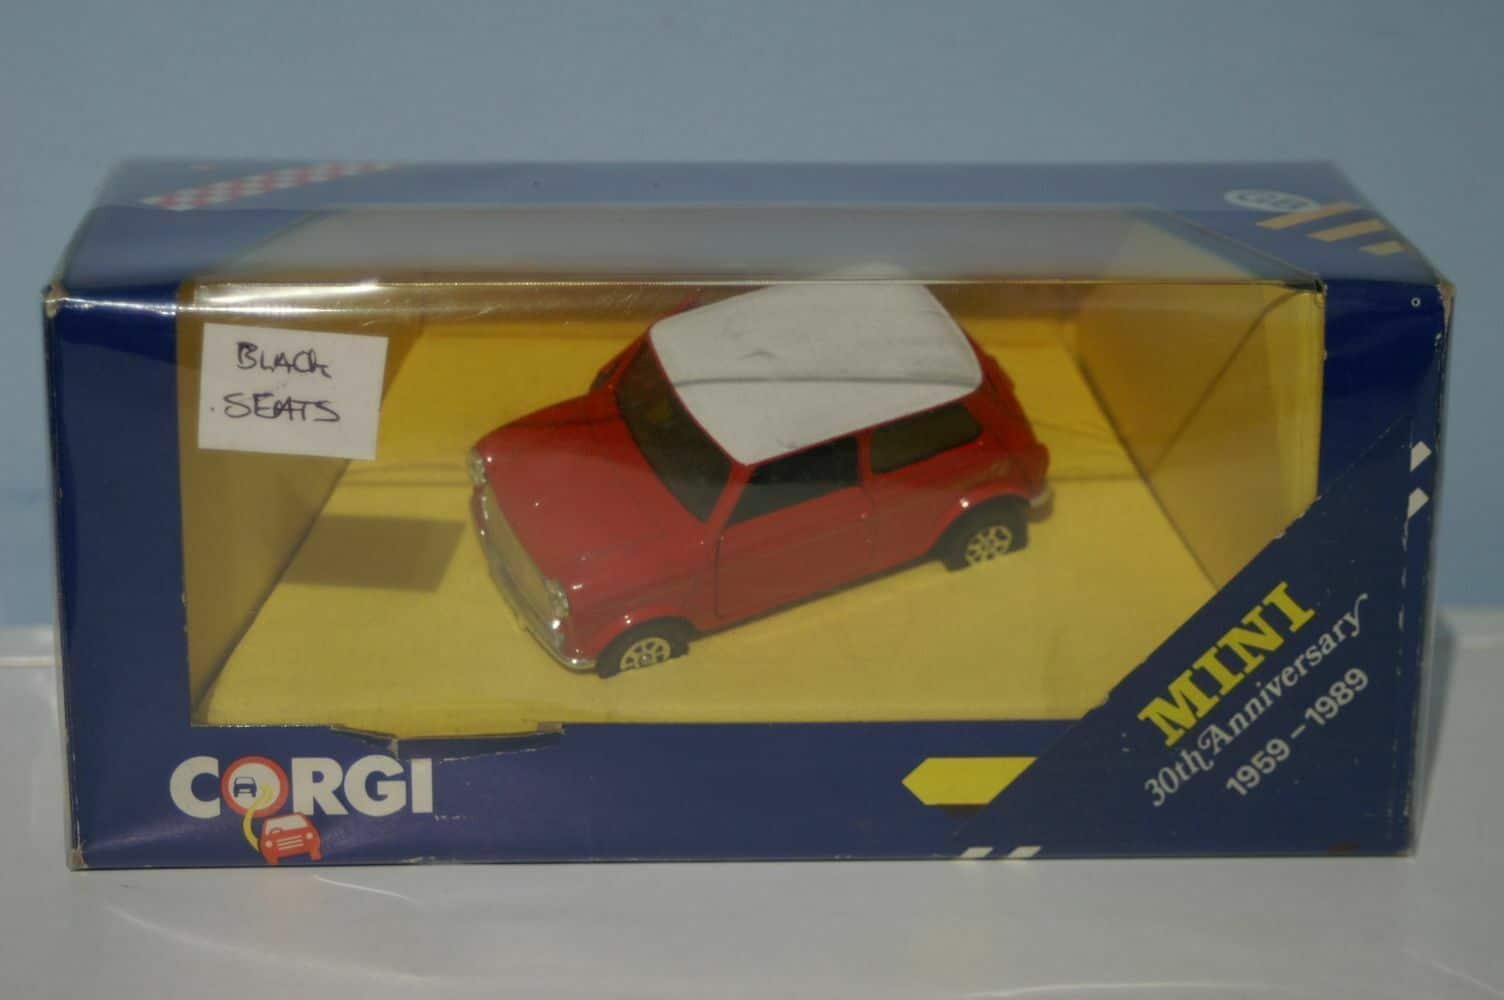 BLACK
SEATS
CORGI
MINI
30th Anniversary
1959 - 1989